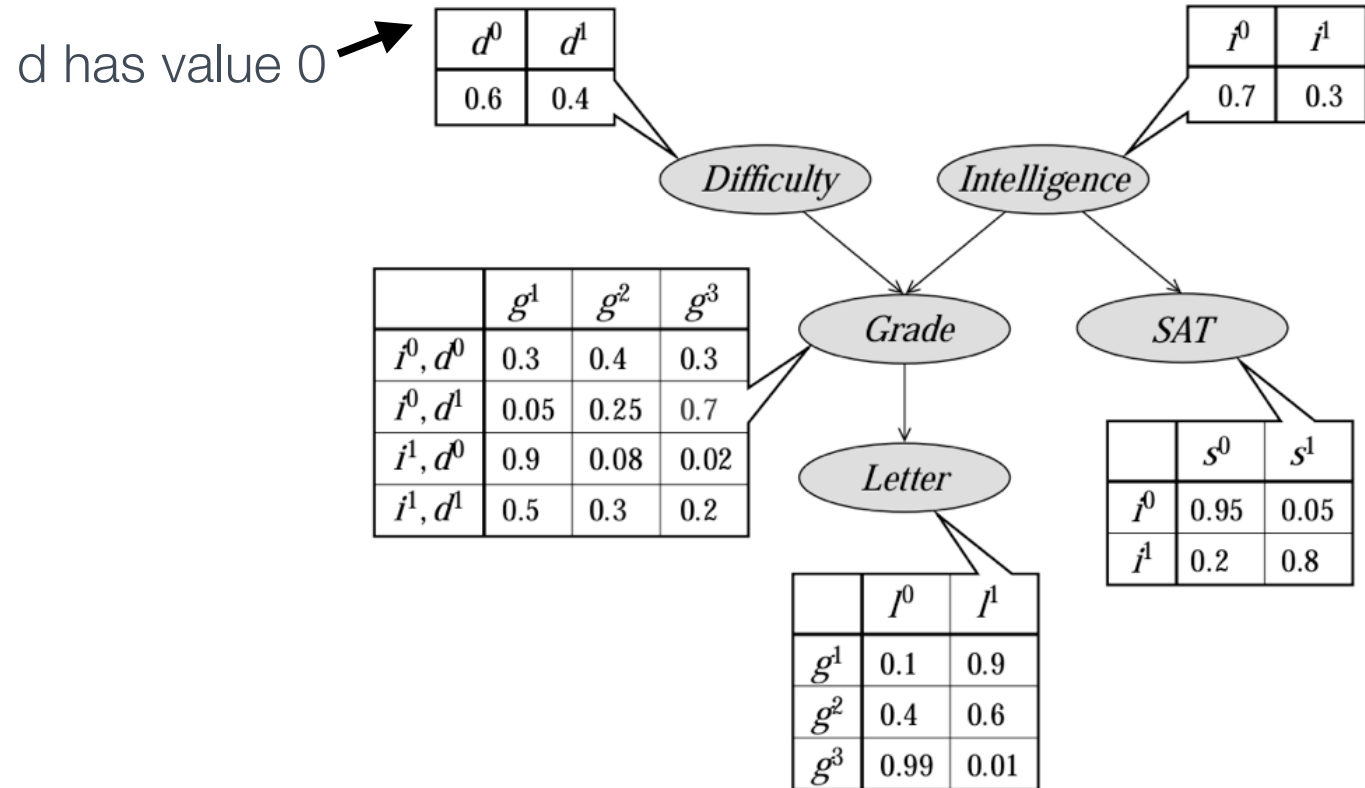 d has value 0
d⁰ d¹
0.6 0.4
i⁰ i¹
0.7 0.3
Difficulty
Intelligence
Grade
SAT
g¹ g² g³
i⁰, d⁰ 0.3 0.4 0.3
i⁰, d¹ 0.05 0.25 0.7
i¹, d⁰ 0.9 0.08 0.02
i¹, d¹ 0.5 0.3 0.2
Letter
s⁰ s¹
i⁰ 0.95 0.05
i¹ 0.2 0.8
l⁰ l¹
g¹ 0.1 0.9
g² 0.4 0.6
g³ 0.99 0.01